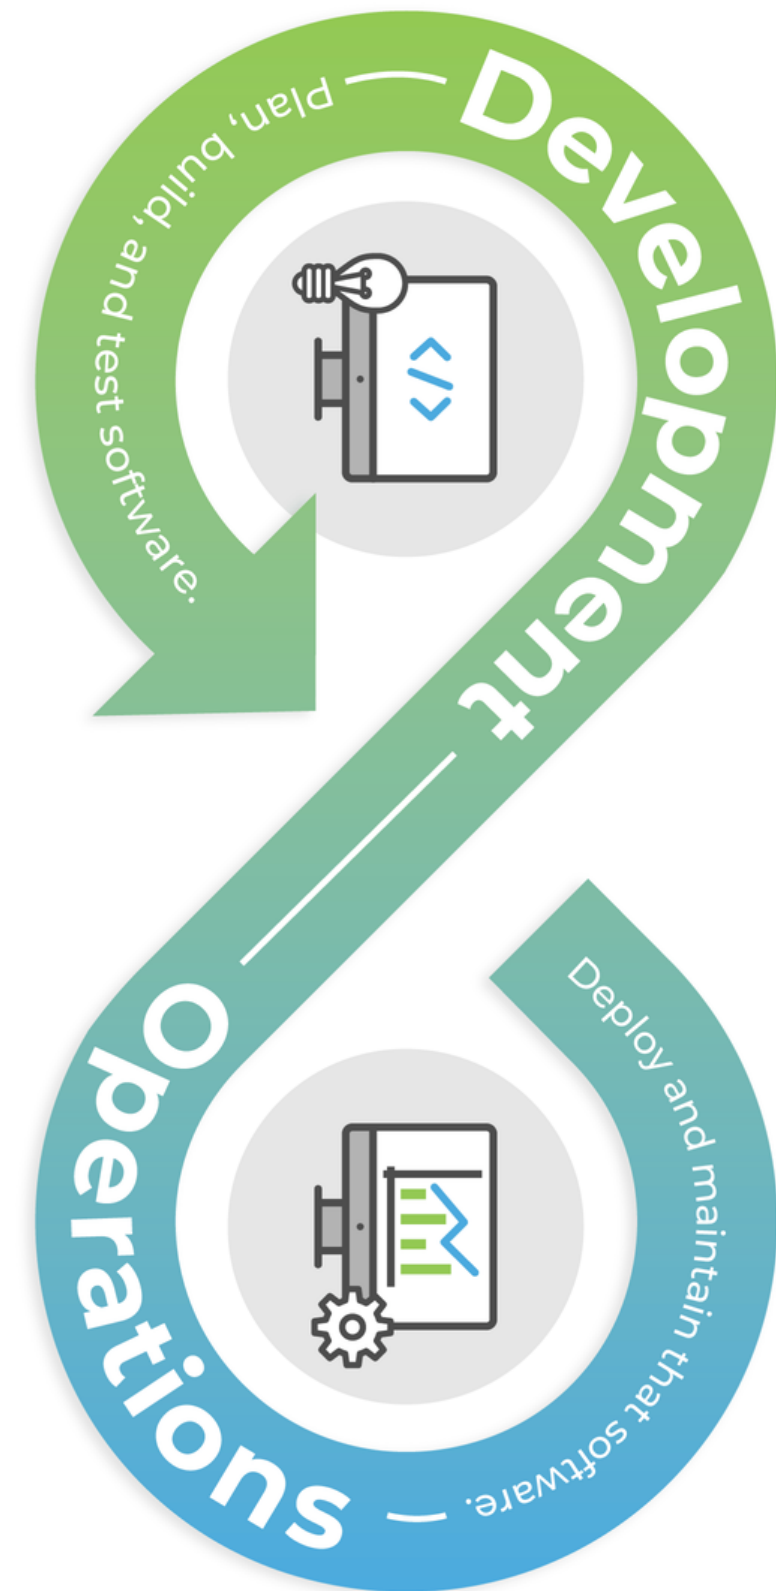 Development
Plan, build, and test software.
Operations
Deploy and maintain that software.
</>